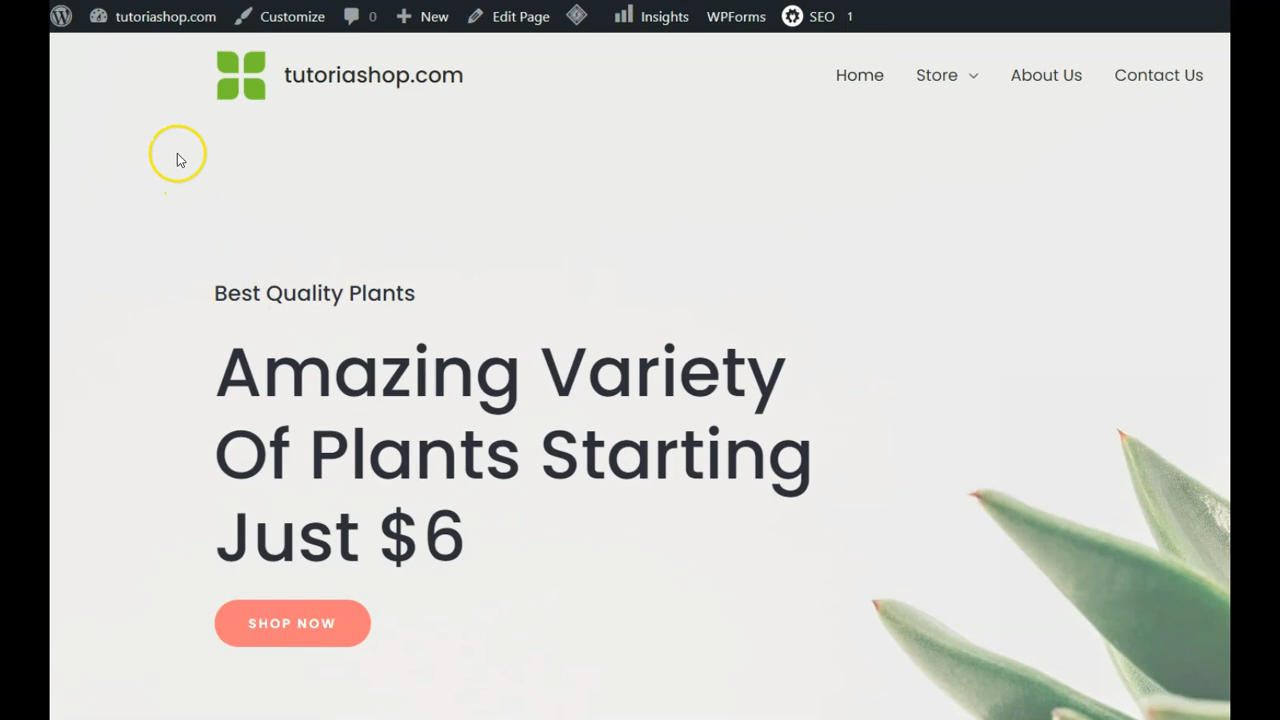 tutoriashop.com Customize 0 New Edit Page Insights WPForms SEO 1
tutoriashop.com
Home Store About Us Contact Us
Best Quality Plants
Amazing Variety
Of Plants Starting
Just $6
SHOP NOW